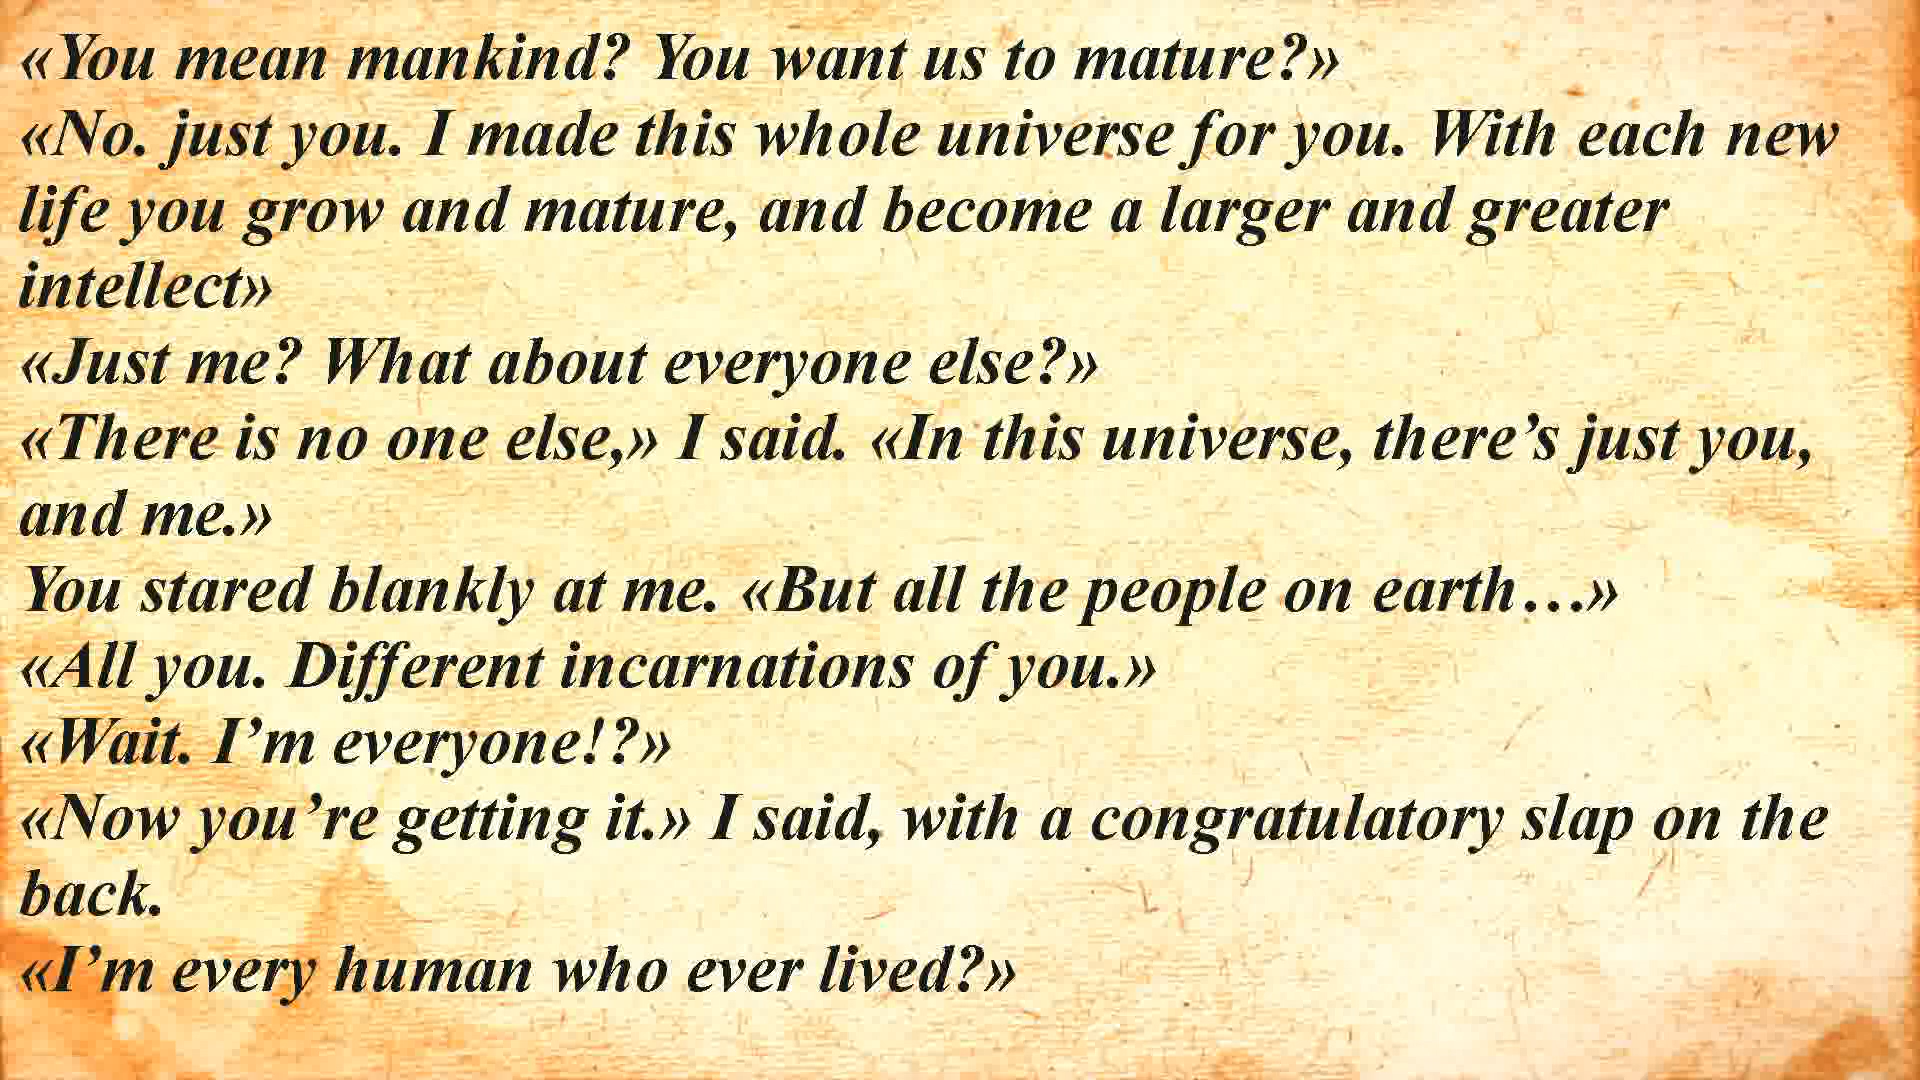 «You mean mankind? You want us to mature?»
«No. just you. I made this whole universe for you. With each new
life you grow and mature, and become a larger and greater
intellect»
«Just me? What about everyone else?»
«There is no one else,» I said. «In this universe, there’s just you,
and me.»
You stared blankly at me. «But all the people on earth…»
«All you. Different incarnations of you.»
«Wait. I’m everyone!?»
«Now you’re getting it.» I said, with a congratulatory slap on the
back.
«I’m every human who ever lived?»